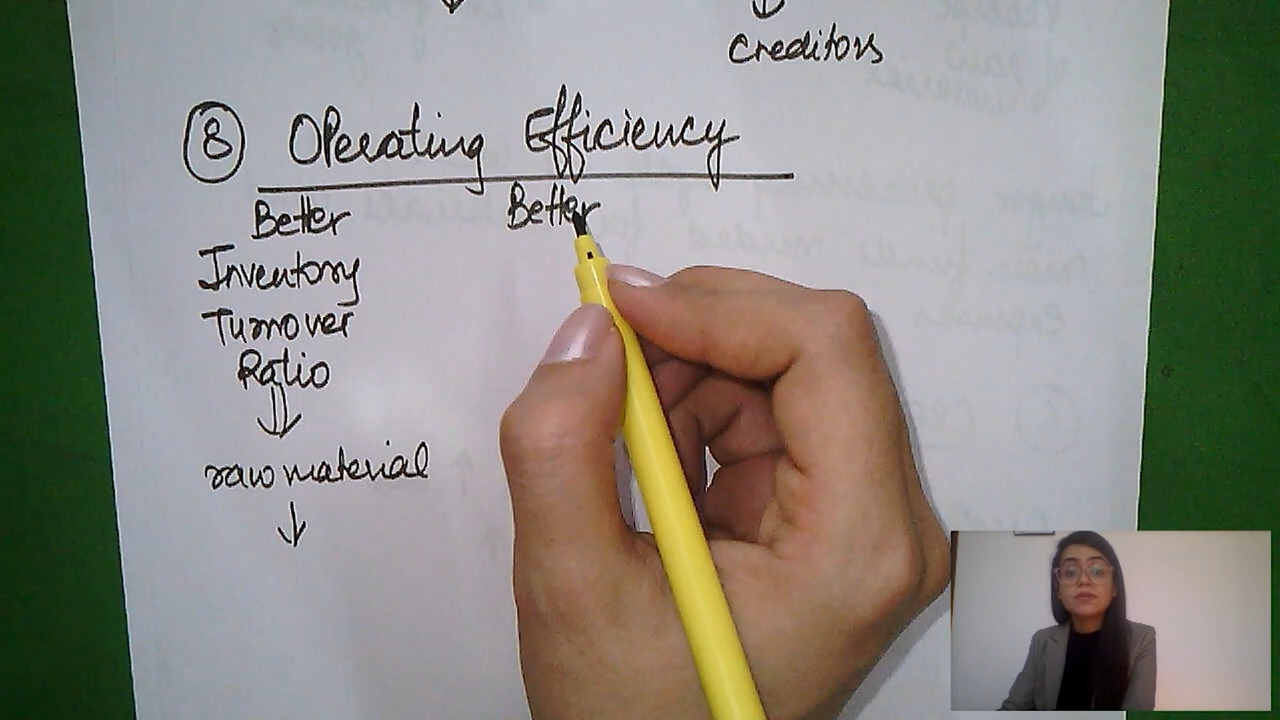 Creditors
8 Operating Efficiency
Better
Inventory
Turnover
Ratio
raw material
Better